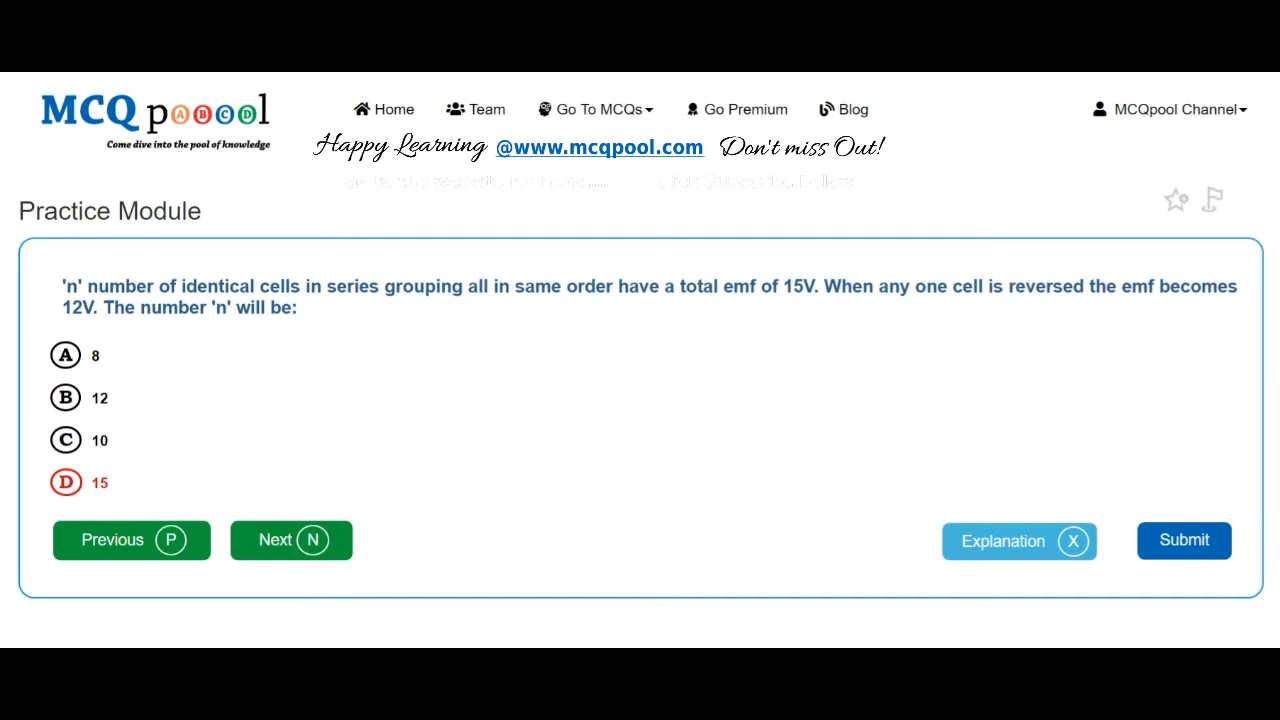 MCQ pooool
Come dive into the pool of knowledge
Home Team Go To MCQs Go Premium Blog MCQpool Channel
Happy Learning @www.mcqpool.com Don't miss Out!
Practice Module
'n' number of identical cells in series grouping all in same order have a total emf of 15V. When any one cell is reversed the emf becomes
12V. The number 'n' will be:
A 8
B 12
C 10
D 15
Previous P Next N Explanation X Submit